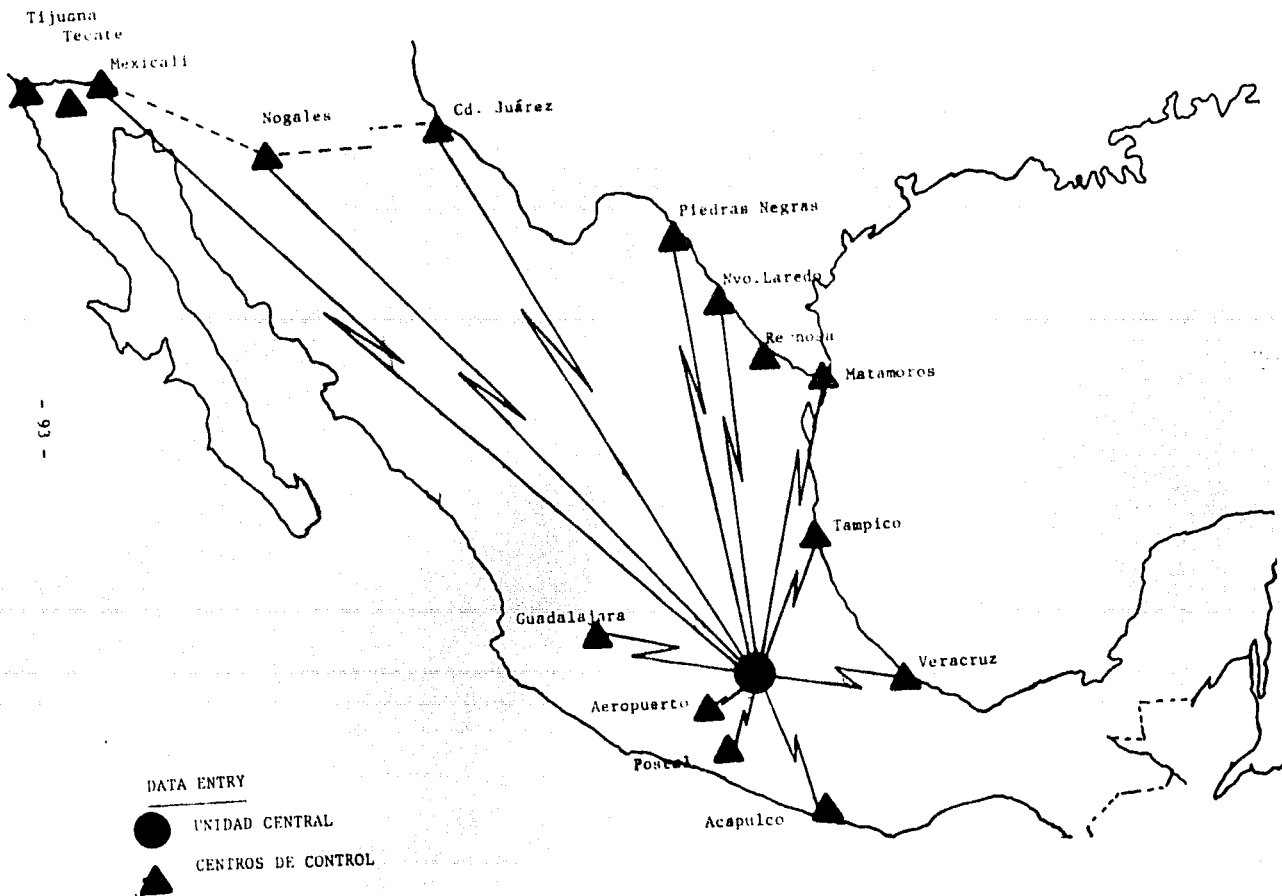 Tijuana
Tecate
Mexicali
Nogales
Cd. Juárez
Piedras Negras
Nvo.Laredo
Reynosa
Matamoros
- 93 -
Tampico
Guadalajara
Veracruz
Aeropuerto
Postal
Acapulco
DATA ENTRY
UNIDAD CENTRAL
CENTROS DE CONTROL